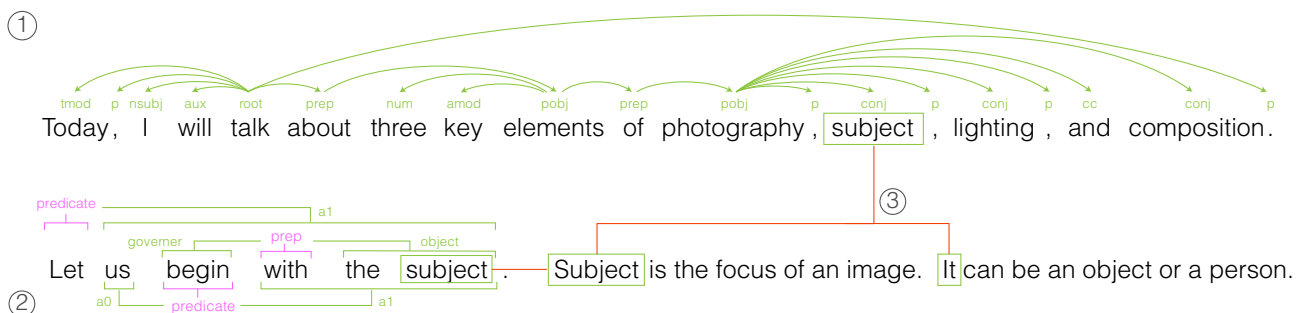 ①
tmod p nsubj aux root prep num amod pobj prep pobj p conj p conj p cc conj p
Today, I will talk about three key elements of photography, subject, lighting, and composition.
③
predicate a1
governer prep object
Let us begin with the subject. Subject is the focus of an image. It can be an object or a person.
a0 predicate a1
②